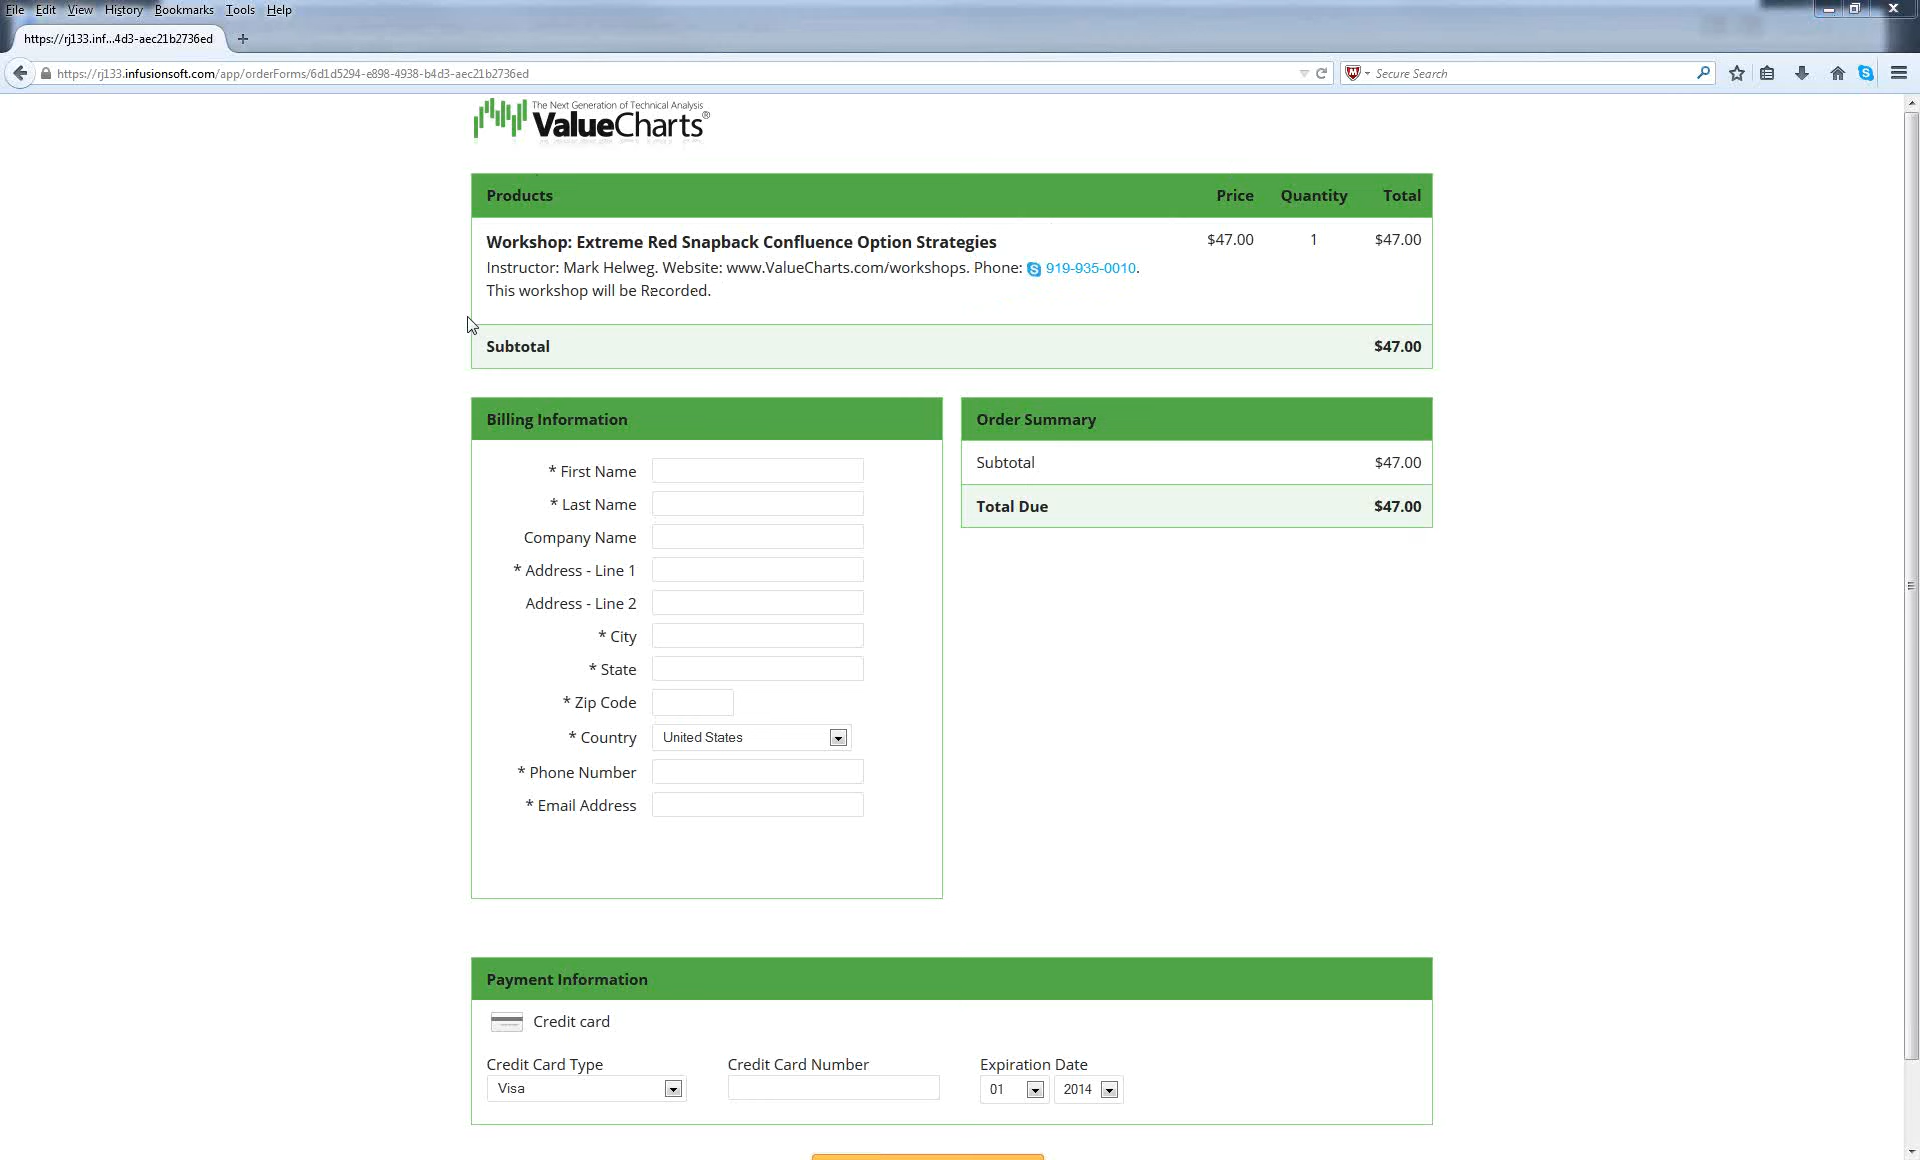 File Edit View History Bookmarks Tools Help
https://rj133.inf...4d3-aec21b2736ed
https://rj133.infusionsoft.com/app/orderForms/6d1d5294-e898-4938-b4d3-aec21b2736ed
Secure Search
The Next Generation of Technical Analysis
ValueCharts®
Products Price Quantity Total
Workshop: Extreme Red Snapback Confluence Option Strategies $47.00 1 $47.00
Instructor: Mark Helweg. Website: www.ValueCharts.com/workshops. Phone: 919-935-0010.
This workshop will be Recorded.
Subtotal $47.00
Billing Information
* First Name
* Last Name
Company Name
* Address - Line 1
Address - Line 2
* City
* State
* Zip Code
* Country United States
* Phone Number
* Email Address
Order Summary
Subtotal $47.00
Total Due $47.00
Payment Information
Credit card
Credit Card Type Credit Card Number Expiration Date
Visa 01 2014